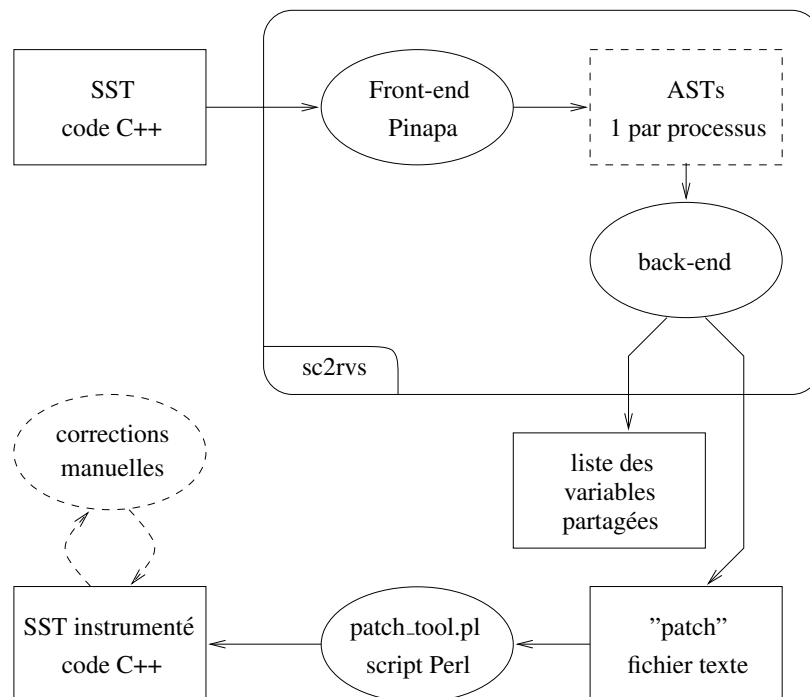 SST
code C++
Front-end
Pinapa
ASTs
1 par processus
back-end
sc2rvs
corrections
manuelles
liste des
variables
partagées
SST instrumenté
code C++
patch_tool.pl
script Perl
”patch”
fichier texte